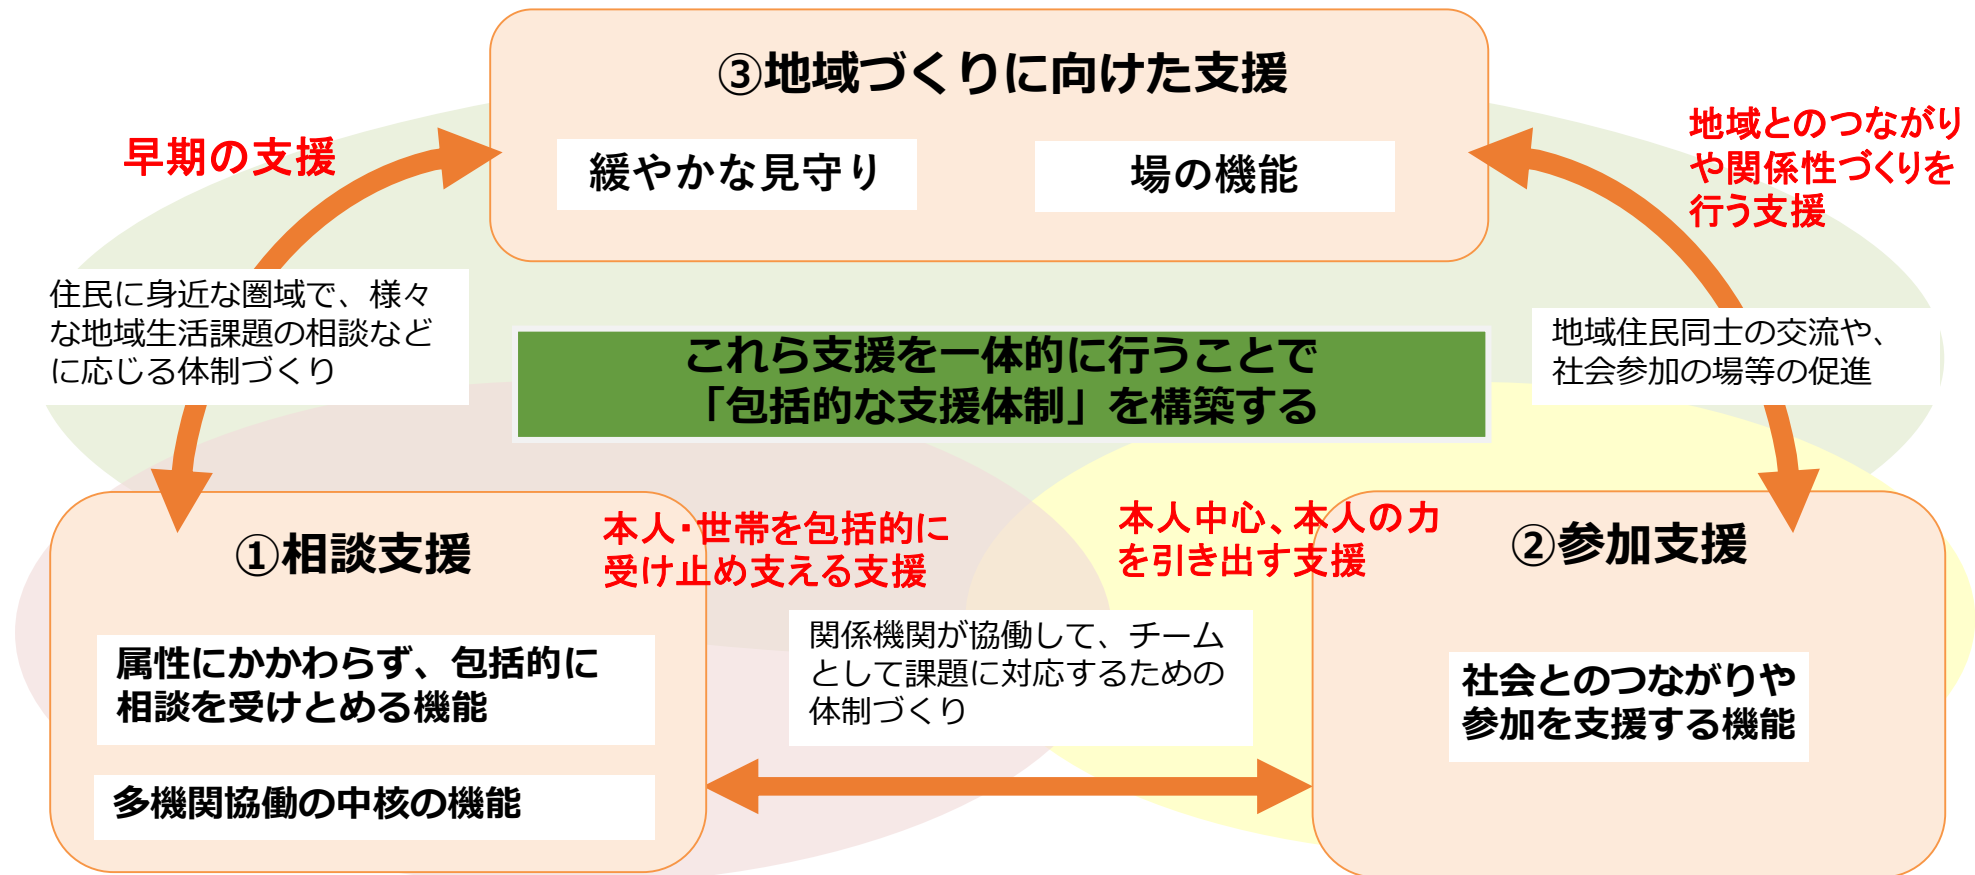 ③地域づくりに向けた支援
緩やかな見守り
場の機能
早期の支援
地域とのつながり
や関係性づくりを
行う支援
住民に身近な圏域で、様々
な地域生活課題の相談など
に応じる体制づくり
これら支援を一体的に行うことで
「包括的な支援体制」を構築する
地域住民同士の交流や、
社会参加の場等の促進
①相談支援
本人・世帯を包括的に
受け止め支える支援
本人中心、本人の力
を引き出す支援
②参加支援
属性にかかわらず、包括的に
相談を受けとめる機能
多機関協働の中核の機能
関係機関が協働して、チーム
として課題に対応するための
体制づくり
社会とのつながりや
参加を支援する機能